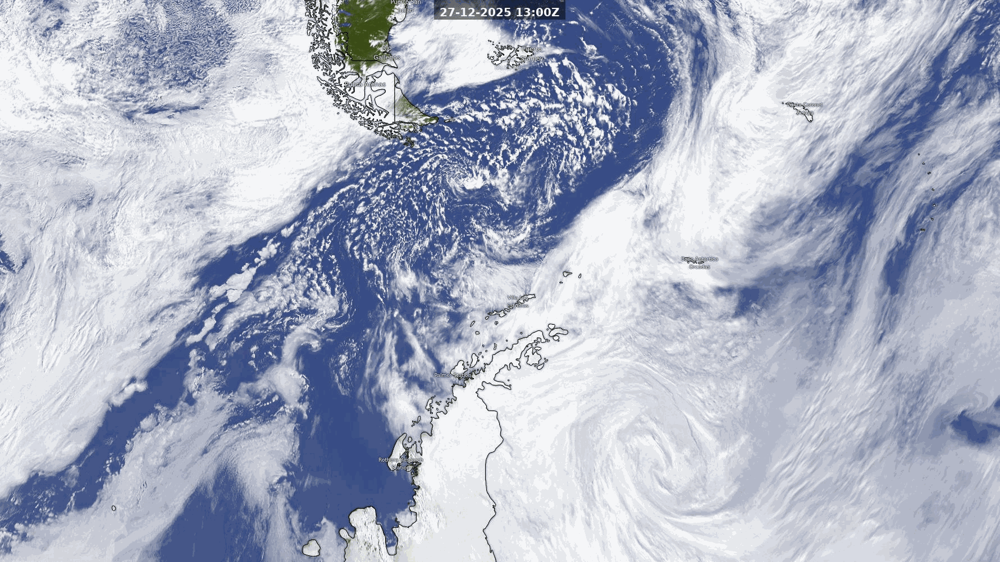 Puerto San
Julian
27-12-2025 13:00Z
Rio
Gallegos
Puerto
Stanley
Punta Arenas
Punta Coronel
Zelaya
Base Antartica
Orcadas
Villa Las
Estrellas
Palmer Station
Rothera Research
Station